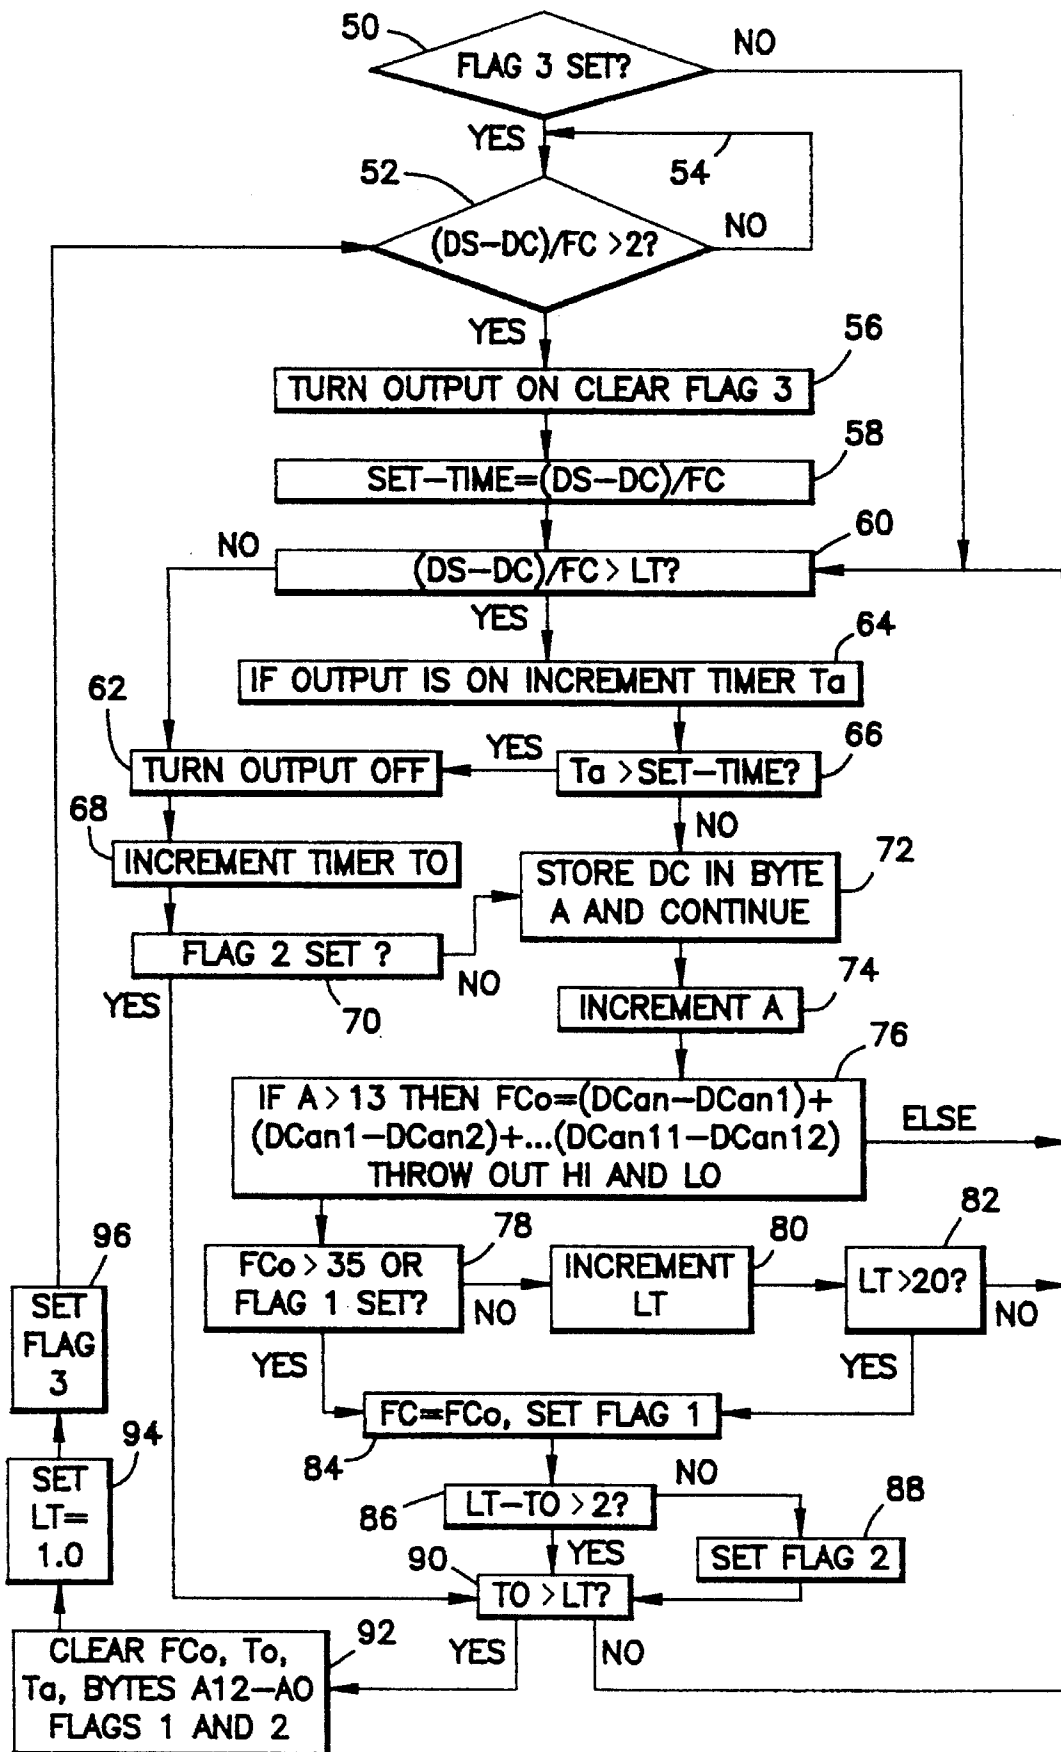 50
FLAG 3 SET?
NO
YES
54
52
(DS-DC)/FC >2?
NO
YES
56
TURN OUTPUT ON CLEAR FLAG 3
58
SET-TIME=(DS-DC)/FC
60
NO
(DS-DC)/FC > LT?
YES
64
IF OUTPUT IS ON INCREMENT TIMER Ta
62
YES
66
TURN OUTPUT OFF
Ta >SET-TIME?
68
NO
INCREMENT TIMER TO
72
STORE DC IN BYTE
A AND CONTINUE
FLAG 2 SET ?
NO
YES
70
74
INCREMENT A
76
IF A > 13 THEN FCo=(DCan-DCan1)+
(DCan1-DCan2)+...(DCan11-DCan12)
THROW OUT HI AND LO
ELSE
78
80
82
96
FCo > 35 OR
FLAG 1 SET?
NO
INCREMENT
LT
LT >20?
NO
SET
FLAG
3
YES
YES
FC=FCo, SET FLAG 1
94
84
SET
LT=
1.0
NO
88
86
LT-TO >2?
YES
SET FLAG 2
90
TO >LT?
92
YES
NO
CLEAR FCo, To,
Ta, BYTES A12-A0
FLAGS 1 AND 2